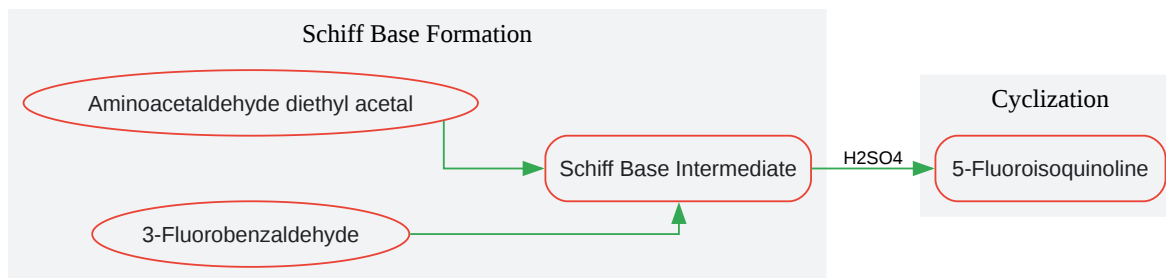 Schiff Base Formation
Aminoacetaldehyde diethyl acetal
Cyclization
Schiff Base Intermediate
H2SO4
5-Fluoroisoquinoline
3-Fluorobenzaldehyde